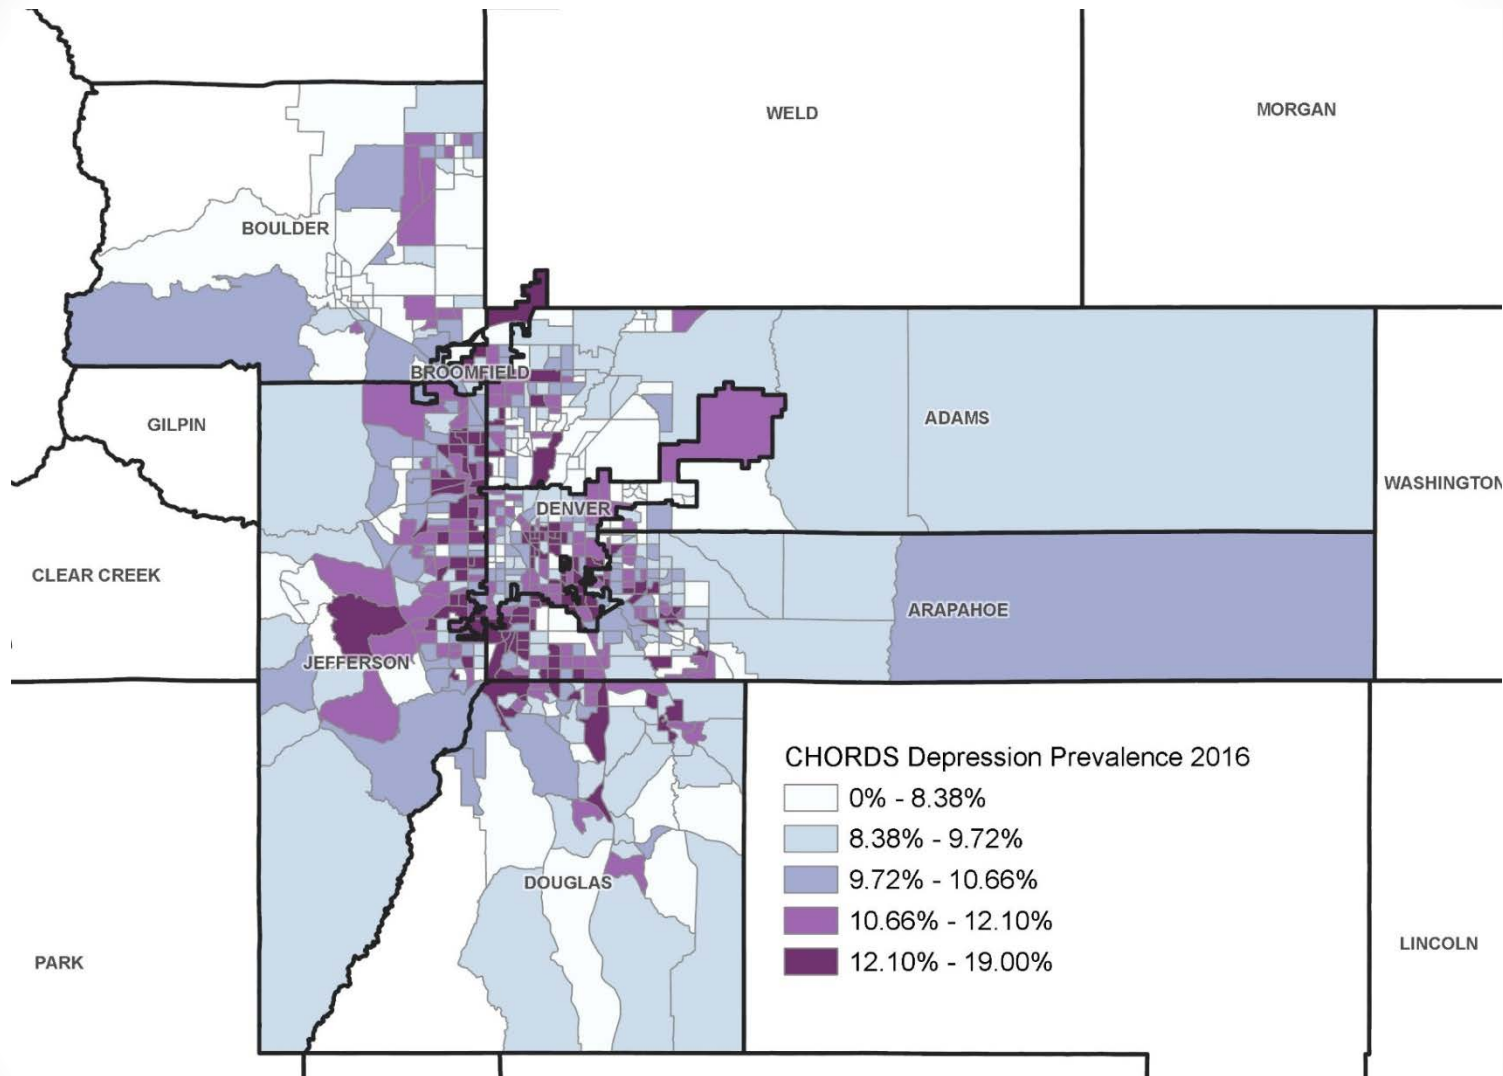 WELD
MORGAN
BOULDER
BROOMFIELD
GILPIN
ADAMS
WASHINGTON
DENVER
CLEAR CREEK
ARAPAHOE
JEFFERSON
CHORDS Depression Prevalence 2016
0% - 8.38%
8.38% - 9.72%
9.72% - 10.66%
10.66% - 12.10%
12.10% - 19.00%
DOUGLAS
PARK
LINCOLN